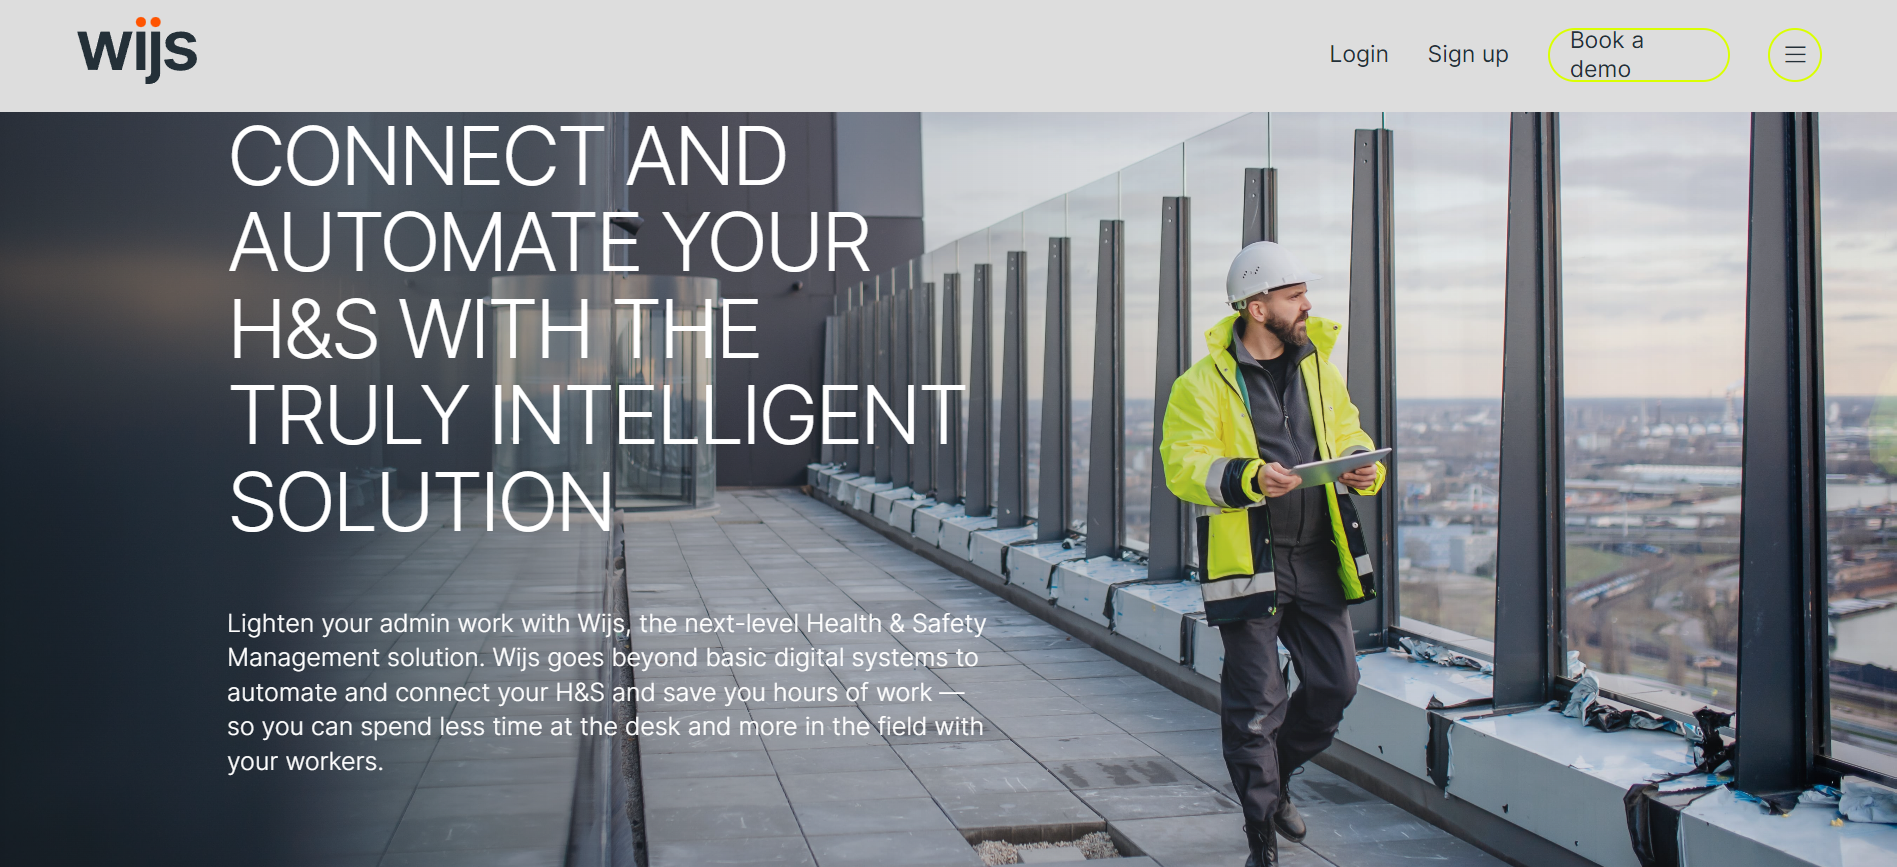 wijs
Login
Sign up
Book a
demo
CONNECT AND
AUTOMATE YOUR
H&S WITH THE
TRULY INTELLIGENT
SOLUTION
Lighten your admin work with Wijs, the next-level Health & Safety
Management solution. Wijs goes beyond basic digital systems to
automate and connect your H&S and save you hours of work —
so you can spend less time at the desk and more in the field with
your workers.